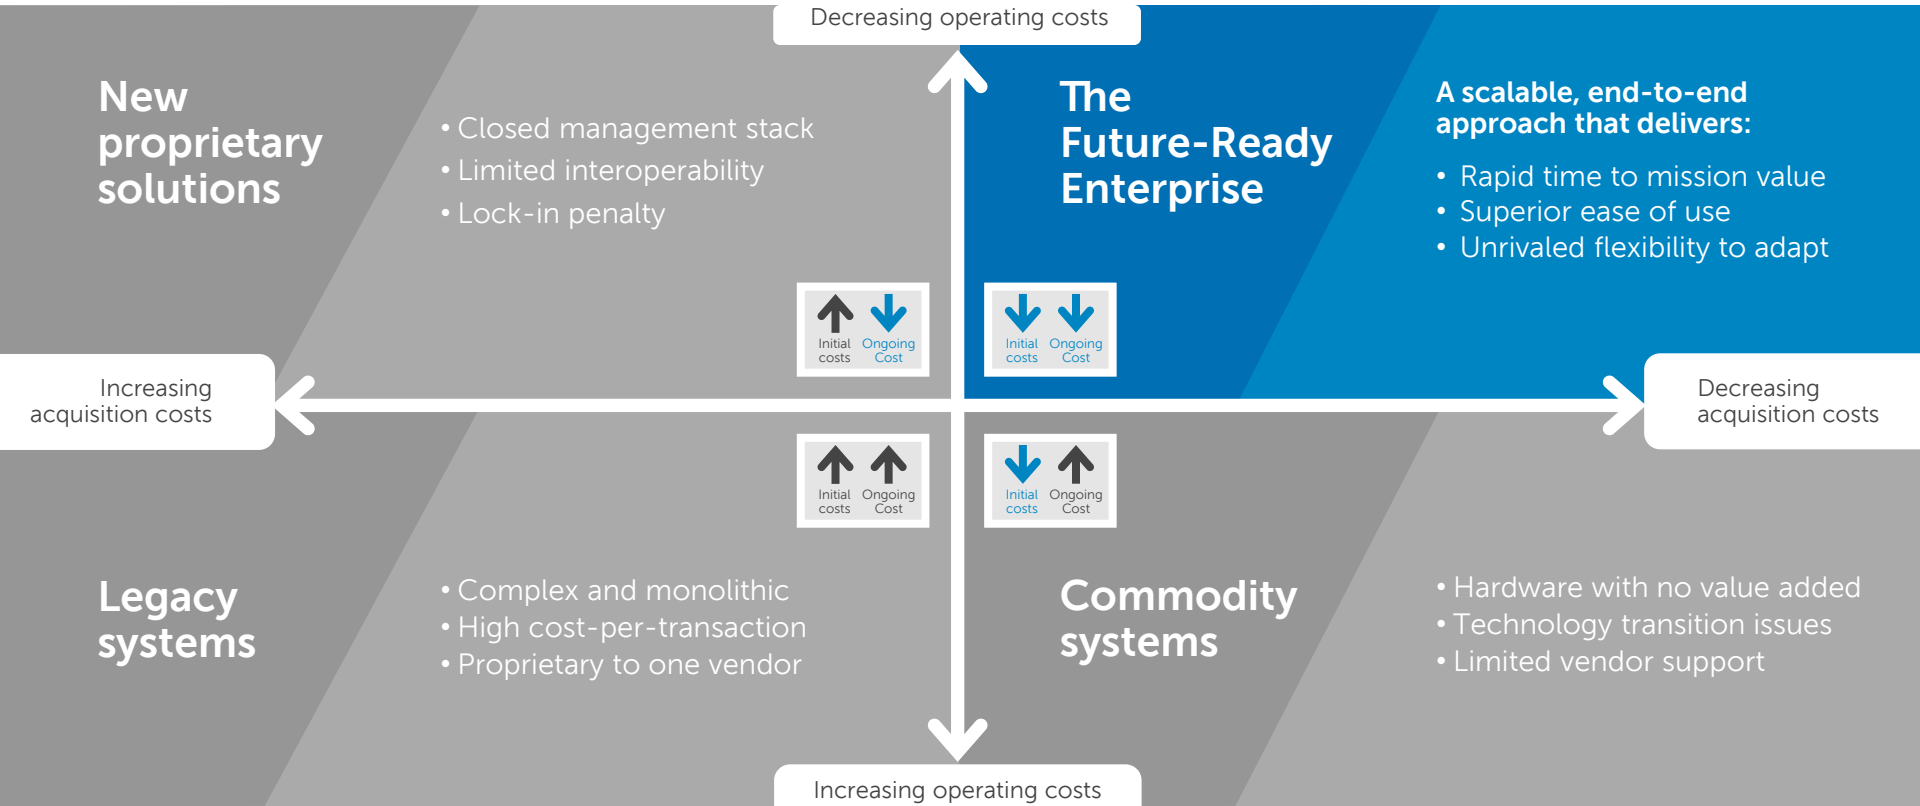 Decreasing operating costs
New
proprietary
solutions
• Closed management stack
• Limited interoperability
• Lock-in penalty
The
Future-Ready
Enterprise
A scalable, end-to-end
approach that delivers:
• Rapid time to mission value
• Superior ease of use
• Unrivaled flexibility to adapt
Initial
costs
Ongoing
Cost
Initial
costs
Ongoing
Cost
Increasing
acquisition costs
Decreasing
acquisition costs
Initial
costs
Ongoing
Cost
Initial
costs
Ongoing
Cost
Legacy
systems
• Complex and monolithic
• High cost-per-transaction
• Proprietary to one vendor
Commodity
systems
• Hardware with no value added
• Technology transition issues
• Limited vendor support
Increasing operating costs